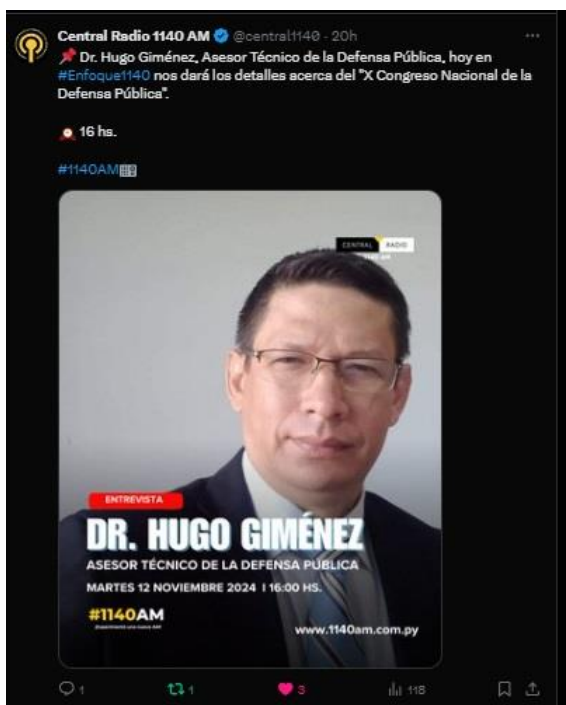 Central Radio 1140 AM @central1140 · 20h
Dr. Hugo Giménez, Asesor Técnico de la Defensa Pública, hoy en
#Enfoque1140 nos dará los detalles acerca del "X Congreso Nacional de la
Defensa Pública".
16 hs.
#1140AM
CENTRAL RADIO
1140 AM
ENTREVISTA
DR. HUGO GIMÉNEZ
ASESOR TÉCNICO DE LA DEFENSA PÚBLICA
MARTES 12 NOVIEMBRE 2024 I 16:00 HS.
#1140AM
www.1140am.com.py
1 1 3 118